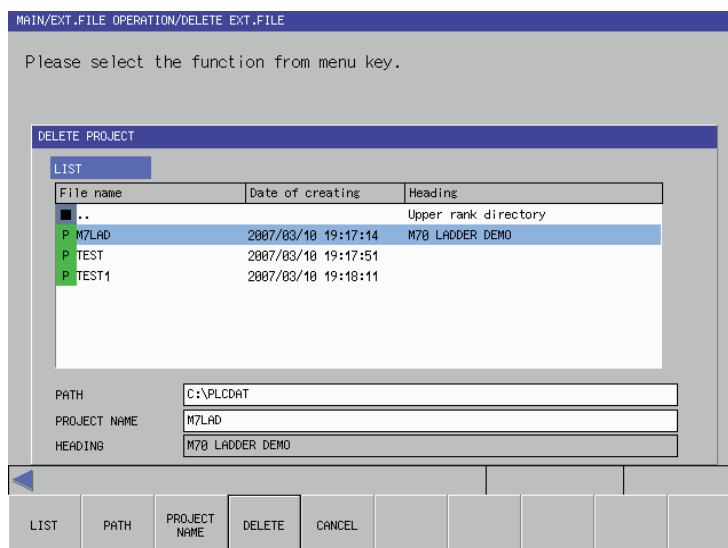 MAIN/EXT.FILE OPERATION/DELETE EXT.FILE
Please select the function from menu key.
DELETE PROJECT
LIST
File name Date of creating Heading
.. Upper rank directory
P M7LAD 2007/03/10 19:17:14 M70 LADDER DEMO
P TEST 2007/03/10 19:17:51
P TEST1 2007/03/10 19:18:11
PATH C:\PLCDAT
PROJECT NAME M7LAD
HEADING M70 LADDER DEMO
LIST PATH PROJECT NAME DELETE CANCEL